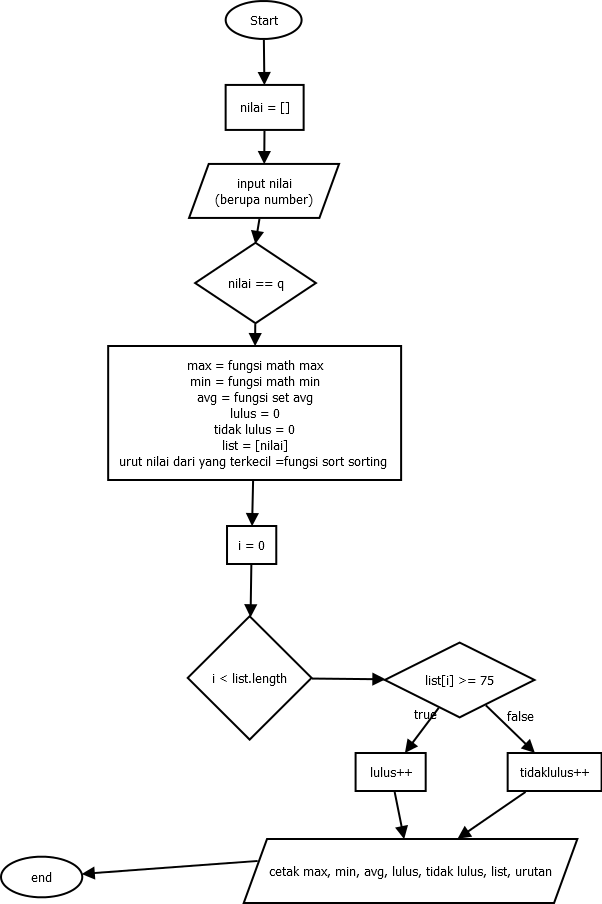 Start
nilai = []
input nilai
(berupa number)
nilai == q
max = fungsi math max
min = fungsi math min
avg = fungsi set avg
lulus = 0
tidak lulus = 0
list = [nilai]
urut nilai dari yang terkecil =fungsi sort sorting
i = 0
i < list.length
list[i] >= 75
true
false
lulus++
tidaklulus++
cetak max, min, avg, lulus, tidak lulus, list, urutan
end